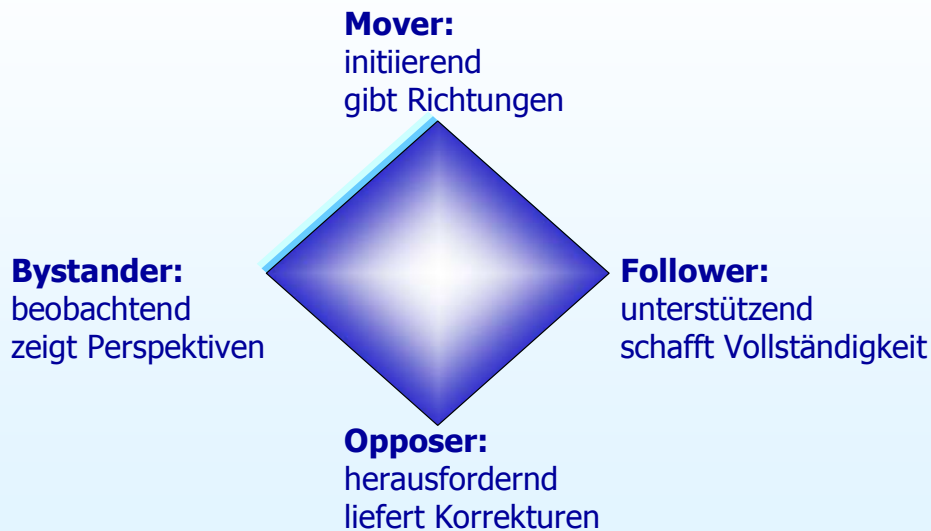 Mover:
initiierend
gibt Richtungen
Bystander:
beobachtend
zeigt Perspektiven
Follower:
unterstützend
schafft Vollständigkeit
Opposer:
herausfordernd
liefert Korrekturen